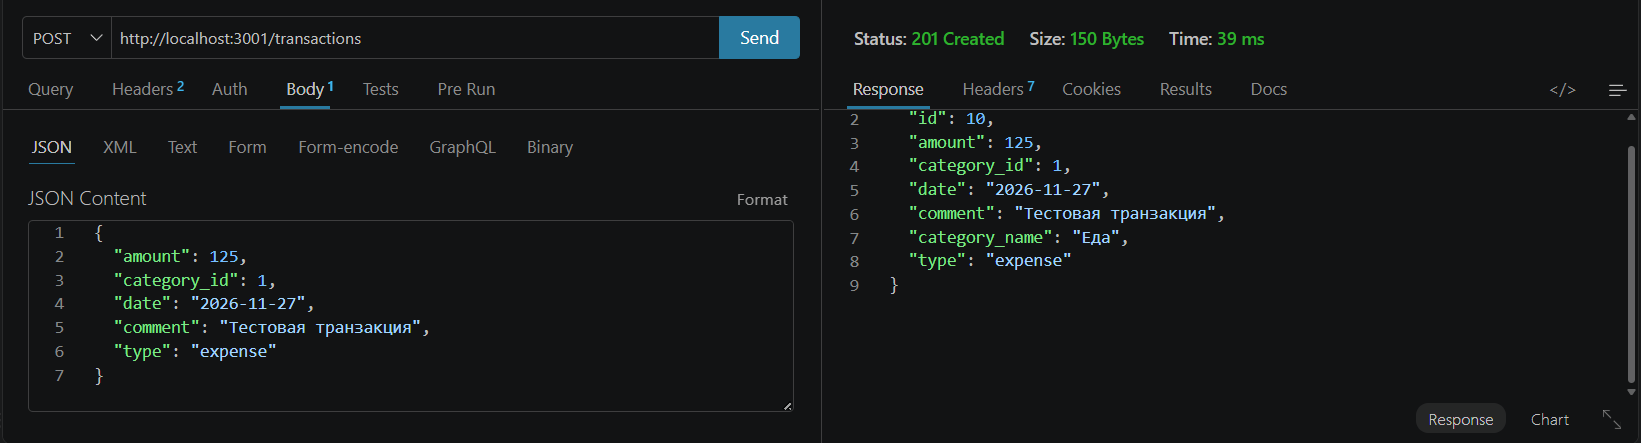 POST http://localhost:3001/transactions Send
Query Headers 2 Auth Body 1 Tests Pre Run
JSON XML Text Form Form-encode GraphQL Binary
JSON Content Format
1 {
2 "amount": 125,
3 "category_id": 1,
4 "date": "2026-11-27",
5 "comment": "Тестовая транзакция",
6 "type": "expense"
7 }
Status: 201 Created Size: 150 Bytes Time: 39 ms
Response Headers 7 Cookies Results Docs </>
2 "id": 10,
3 "amount": 125,
4 "category_id": 1,
5 "date": "2026-11-27",
6 "comment": "Тестовая транзакция",
7 "category_name": "Еда",
8 "type": "expense"
9 }
Response Chart